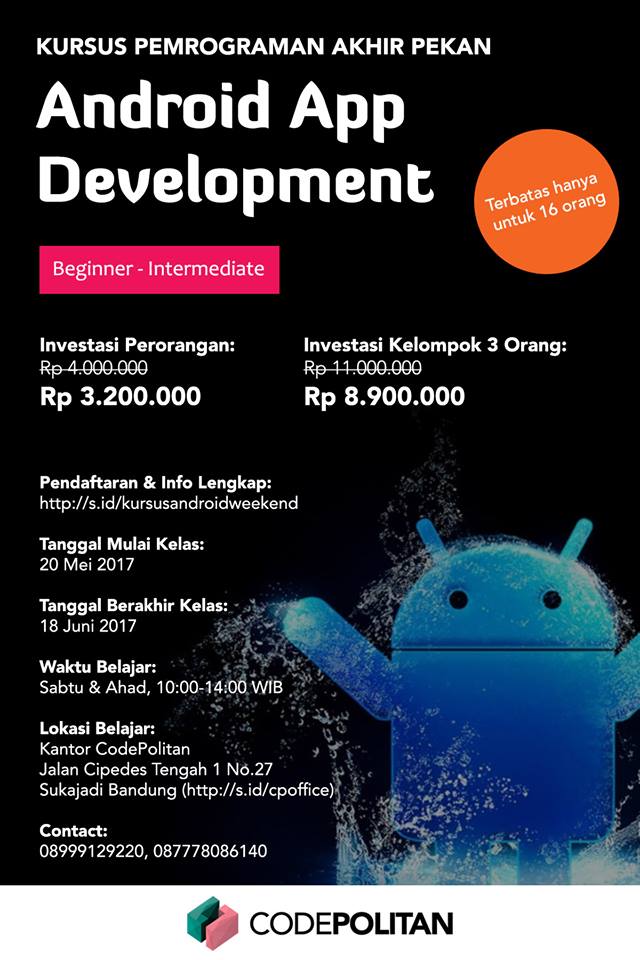 KURSUS PEMROGRAMAN AKHIR PEKAN
Android App
Development
Terbatas hanya
untuk 16 orang
Beginner - Intermediate
Investasi Perorangan:
Rp 4.000.000
Rp 3.200.000
Investasi Kelompok 3 Orang:
Rp 11.000.000
Rp 8.900.000
Pendaftaran & Info Lengkap:
http://s.id/kursusandroidweekend
Tanggal Mulai Kelas:
20 Mei 2017
Tanggal Berakhir Kelas:
18 Juni 2017
Waktu Belajar:
Sabtu & Ahad, 10:00-14:00 WIB
Lokasi Belajar:
Kantor CodePolitan
Jalan Cipedes Tengah 1 No.27
Sukajadi Bandung (http://s.id/cpoffice)
Contact:
08999129220, 087778086140
CODEPOLITAN